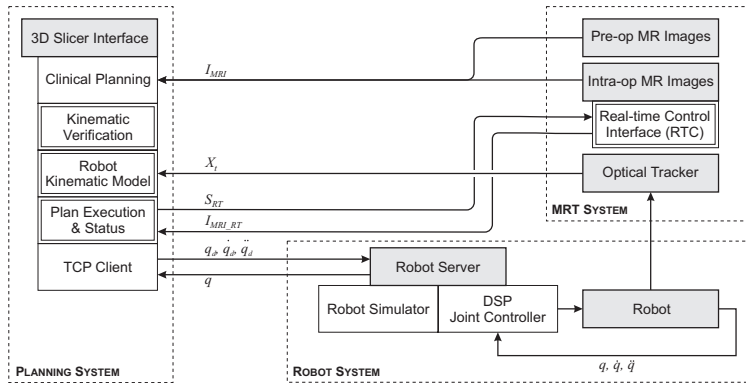 3D Slicer Interface
Clinical Planning
Kinematic
Verification
Robot
Kinematic Model
Plan Execution
& Status
TCP Client
PLANNING SYSTEM
I_MRI
X_t
S_RT
I_MRI_RT
q_d, q̇_d, q̈_d
q
Pre-op MR Images
Intra-op MR Images
Real-time Control
Interface (RTC)
Optical Tracker
MRT SYSTEM
Robot Server
Robot Simulator
DSP
Joint Controller
Robot
q, q̇, q̈
ROBOT SYSTEM